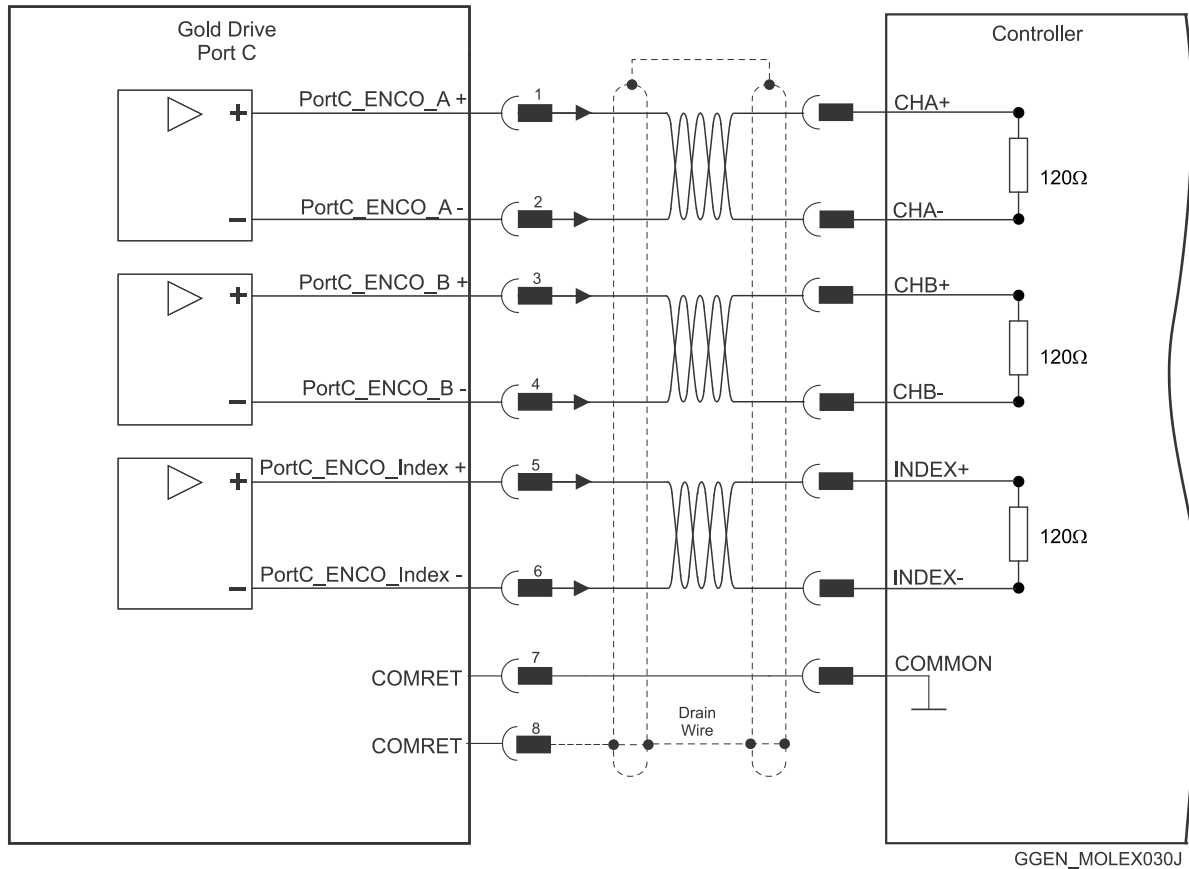 Gold Drive
Port C
Controller
PortC_ENCO_A +
1
CHA+
120Ω
PortC_ENCO_A -
2
CHA-
PortC_ENCO_B +
3
CHB+
120Ω
PortC_ENCO_B -
4
CHB-
PortC_ENCO_Index +
5
INDEX+
120Ω
PortC_ENCO_Index -
6
INDEX-
COMRET
7
COMMON
COMRET
8
Drain
Wire
GGEN_MOLEX030J